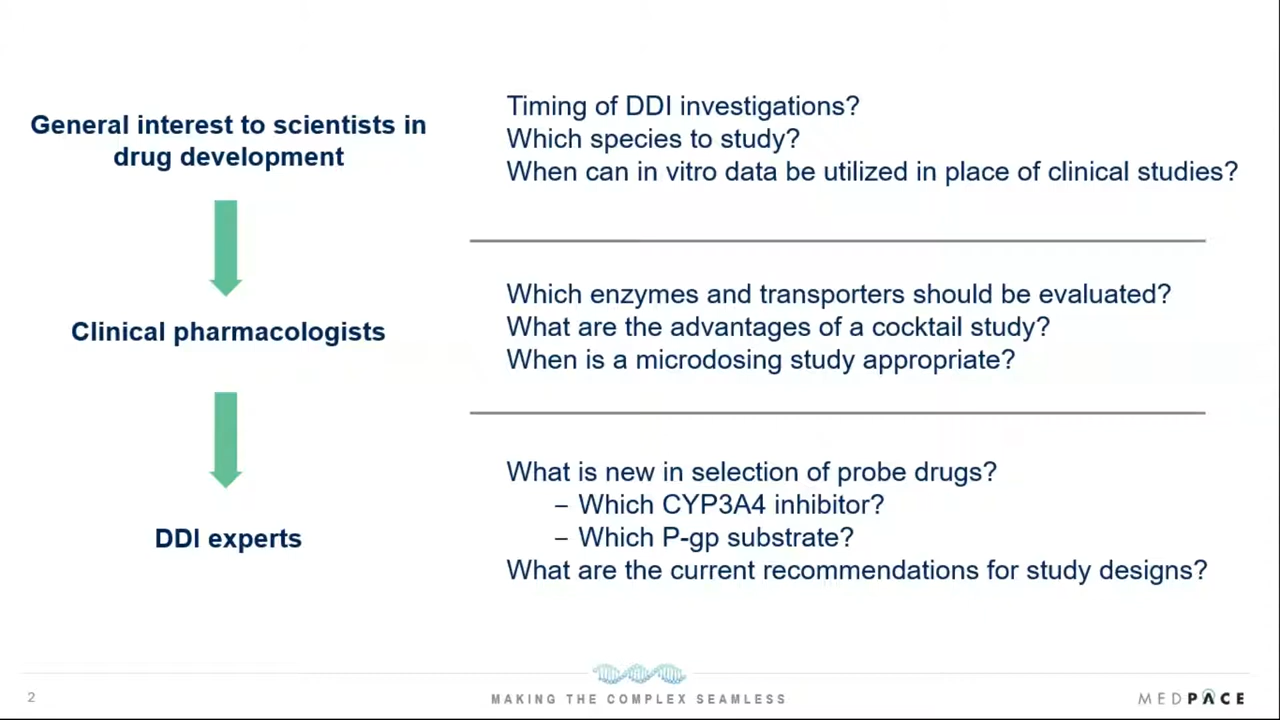 General interest to scientists in
drug development
Timing of DDI investigations?
Which species to study?
When can in vitro data be utilized in place of clinical studies?
Clinical pharmacologists
Which enzymes and transporters should be evaluated?
What are the advantages of a cocktail study?
When is a microdosing study appropriate?
DDI experts
What is new in selection of probe drugs?
– Which CYP3A4 inhibitor?
– Which P-gp substrate?
What are the current recommendations for study designs?
2
MAKING THE COMPLEX SEAMLESS
MEDPACE